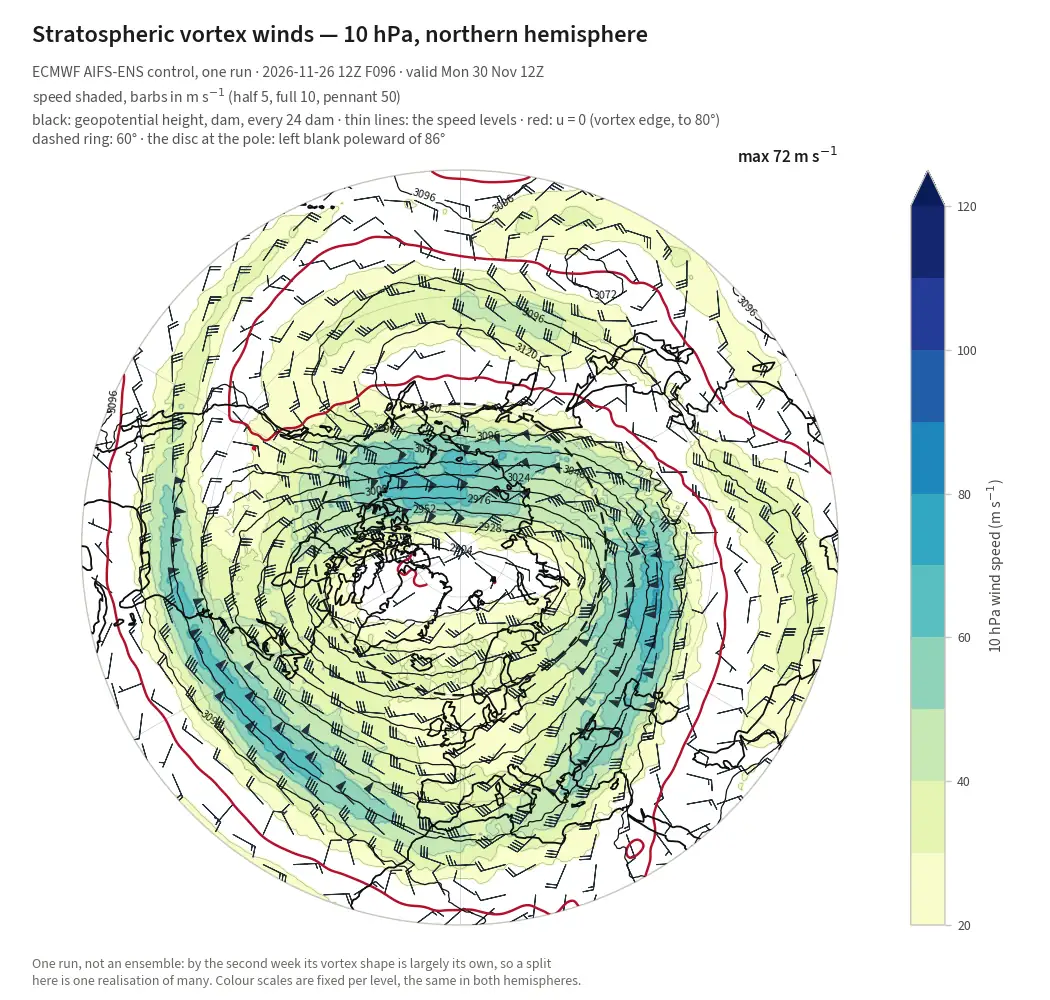 Stratospheric vortex winds — 10 hPa, northern hemisphere
ECMWF AIFS-ENS control, one run · 2026-11-26 12Z F096 · valid Mon 30 Nov 12Z
speed shaded, barbs in m s⁻¹ (half 5, full 10, pennant 50)
black: geopotential height, dam, every 24 dam · thin lines: the speed levels · red: u = 0 (vortex edge, to 80°)
dashed ring: 60° · the disc at the pole: left blank poleward of 86°
max 72 m s⁻¹
3096
3096
3072
3096
3096
3120
3096
3096
3024
2976
2952
2928
120
100
80
60
40
20
10 hPa wind speed (m s⁻¹)
One run, not an ensemble: by the second week its vortex shape is largely its own, so a split
here is one realisation of many. Colour scales are fixed per level, the same in both hemispheres.